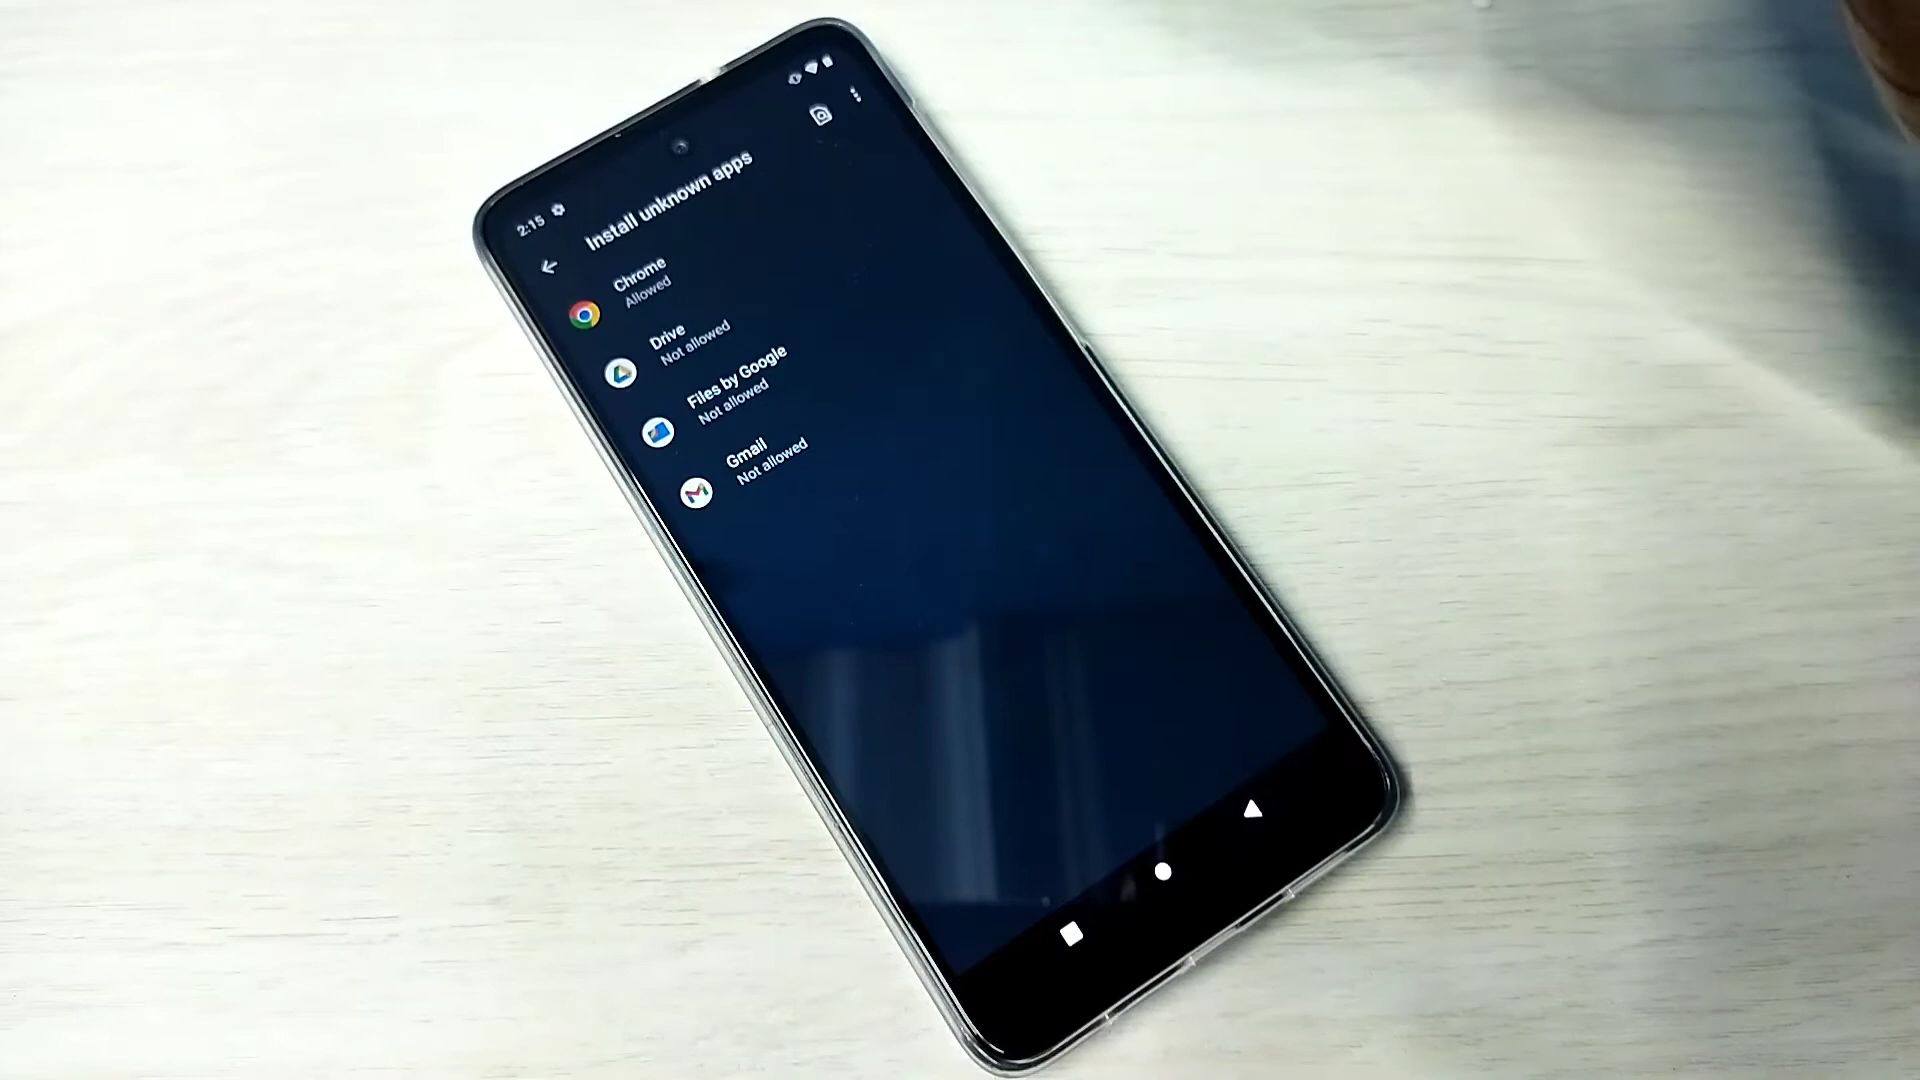 2:15
Install unknown apps
Chrome
Allowed
Drive
Not allowed
Files by Google
Not allowed
Gmail
Not allowed